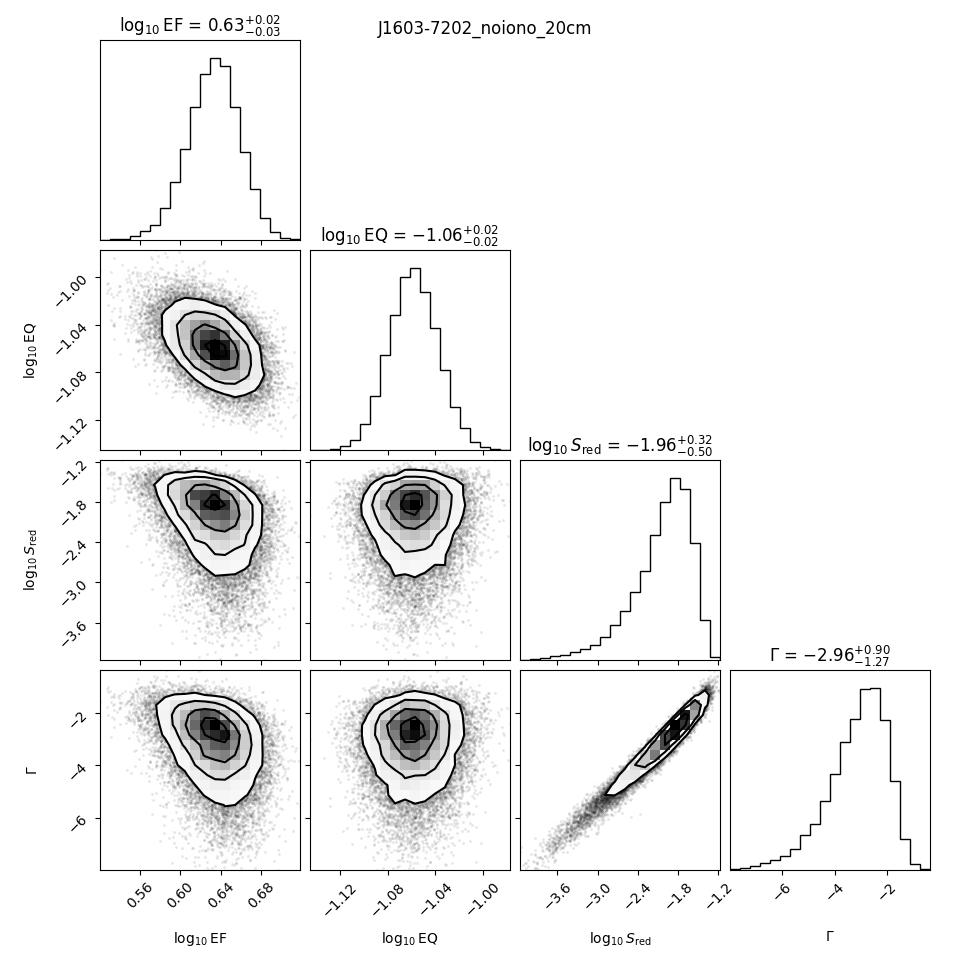 J1603-7202_noiono_20cm
log₁₀ EF = 0.63⁺⁰·⁰²₋₀.₀₃
log₁₀ EQ = −1.06⁺⁰·⁰²₋₀.₀₂
log₁₀ EQ
−1.00
−1.04
−1.08
−1.12
log₁₀ S_red = −1.96⁺⁰·³²₋₀.₅₀
log₁₀ S_red
−1.2
−1.8
−2.4
−3.0
−3.6
Γ = −2.96⁺⁰·⁹⁰₋₁.₂₇
Γ
−2
−4
−6
0.56 0.60 0.64 0.68 −1.12 −1.08 −1.04 −1.00 −3.6 −3.0 −2.4 −1.8 −1.2 −6 −4 −2
log₁₀ EF log₁₀ EQ log₁₀ S_red Γ